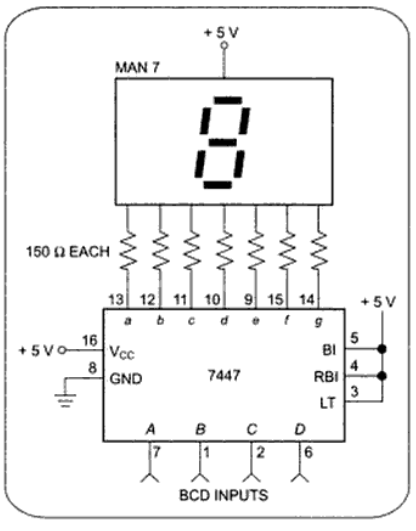 + 5 V
MAN 7
150 Ω EACH
13 12 11 10 9 15 14
a b c d e f g
+ 5 V
+ 5 V 16 VCC
8 GND
7447
BI 5
RBI 4
LT 3
A B C D
7 1 2 6
BCD INPUTS